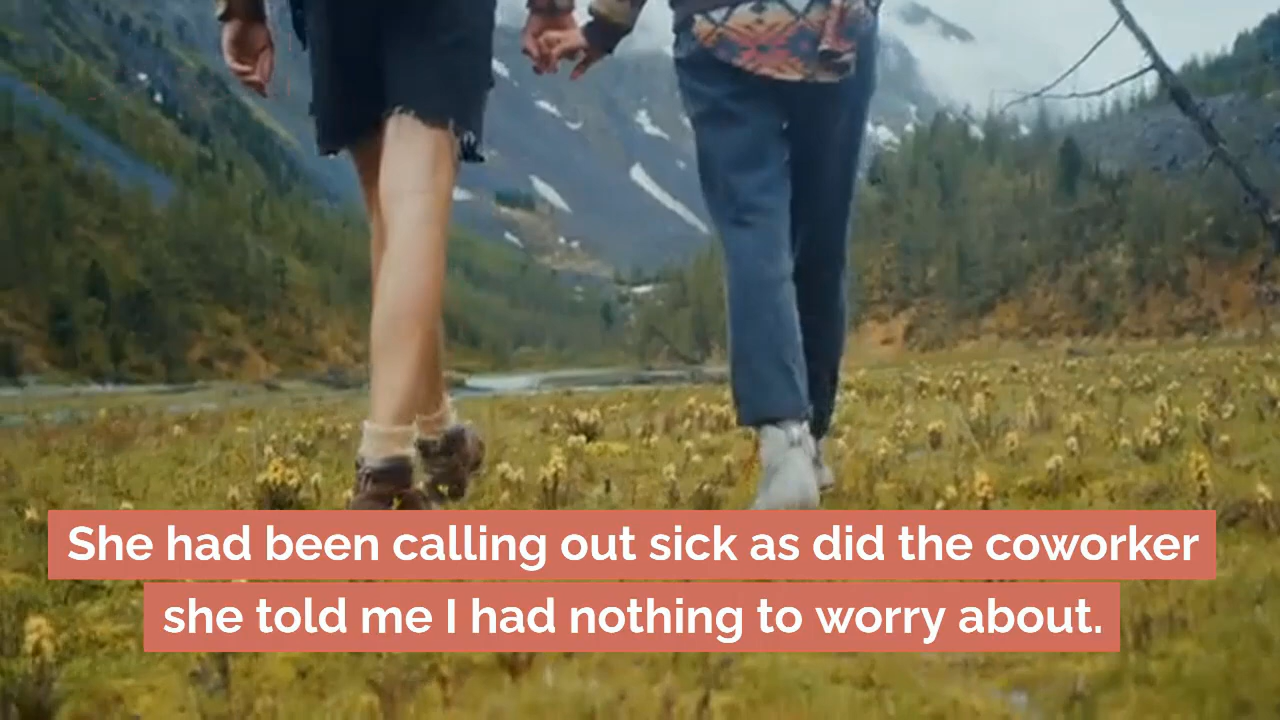 She had been calling out sick as did the coworker
she told me I had nothing to worry about.